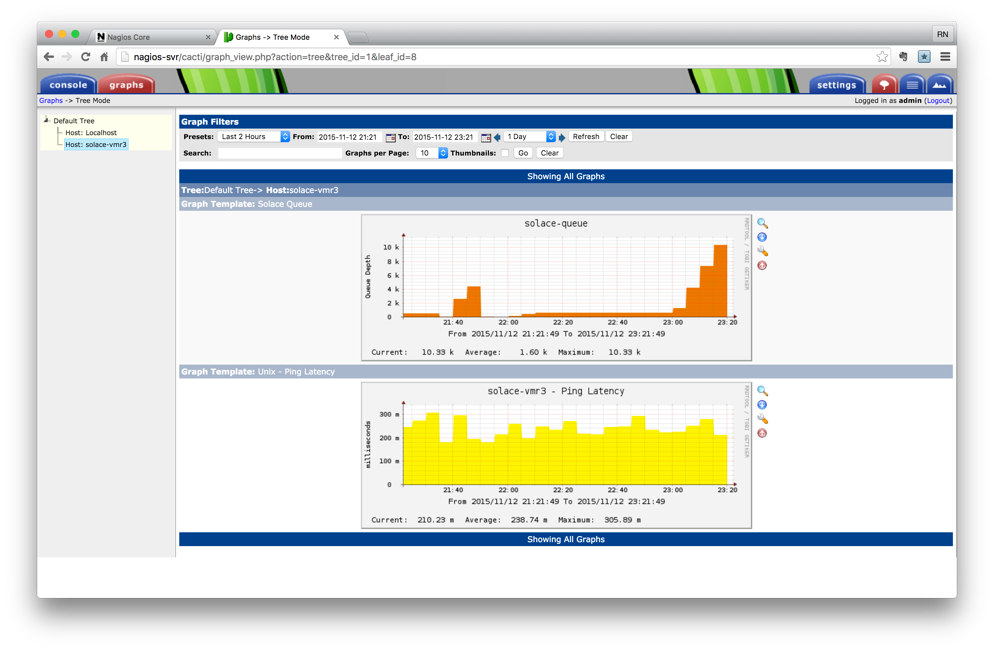 Nagios Core
Graphs -> Tree Mode
RN
nagios-svr/cacti/graph_view.php?action=tree&tree_id=1&leaf_id=8
console
graphs
settings
Graphs -> Tree Mode
Logged in as admin (Logout)
Default Tree
Host: Localhost
Host: solace-vmr3
Graph Filters
Presets: Last 2 Hours From: 2015-11-12 21:21 To: 2015-11-12 23:21 1 Day Refresh Clear
Search: Graphs per Page: 10 Thumbnails: Go Clear
Showing All Graphs
Tree:Default Tree-> Host:solace-vmr3
Graph Template: Solace Queue
solace-queue
RRDTOOL / TOBI OETIKER
Queue Depth
10 k
8 k
6 k
4 k
2 k
0
21:40 22:00 22:20 22:40 23:00 23:20
From 2015/11/12 21:21:49 To 2015/11/12 23:21:49
Current: 10.33 k Average: 1.60 k Maximum: 10.33 k
Graph Template: Unix - Ping Latency
solace-vmr3 - Ping Latency
RRDTOOL / TOBI OETIKER
milliseconds
300 m
200 m
100 m
0
21:40 22:00 22:20 22:40 23:00 23:20
From 2015/11/12 21:21:49 To 2015/11/12 23:21:49
Current: 210.23 m Average: 238.74 m Maximum: 305.89 m
Showing All Graphs